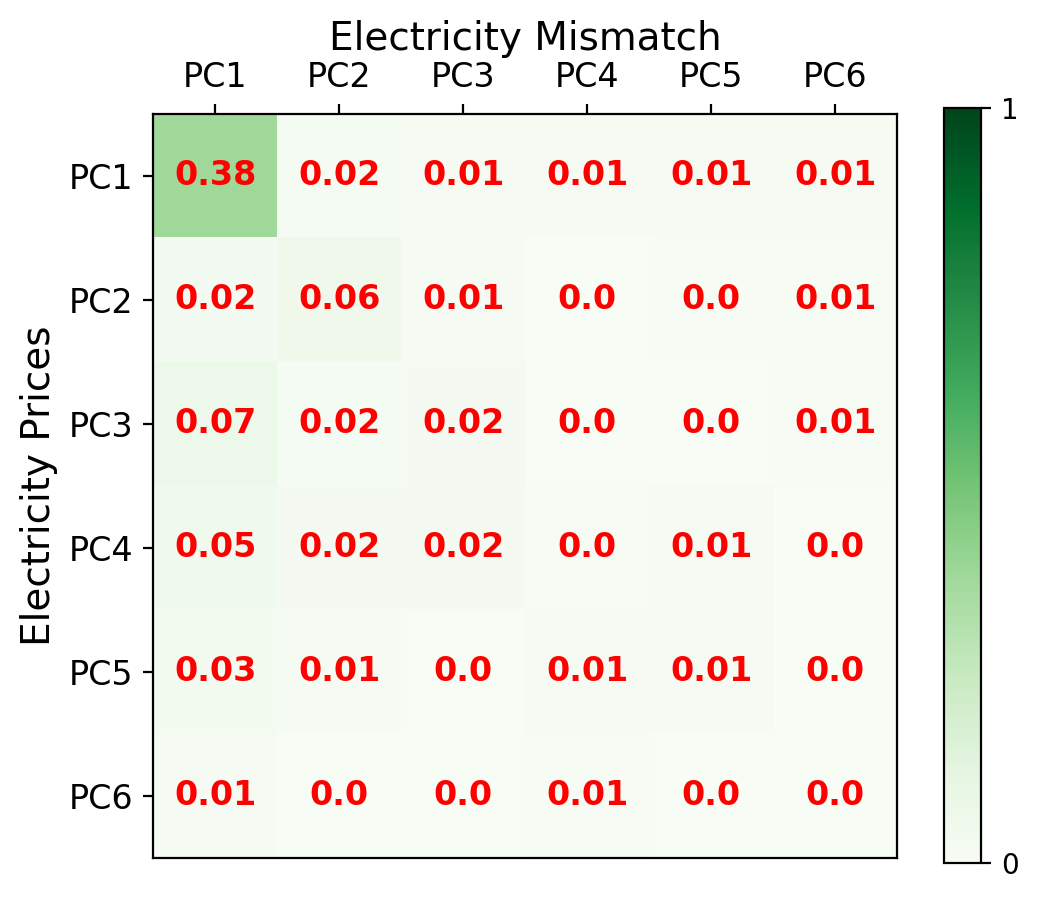 Electricity Mismatch
PC1 PC2 PC3 PC4 PC5 PC6
1
PC1 0.38 0.02 0.01 0.01 0.01 0.01
PC2 0.02 0.06 0.01 0.0 0.0 0.01
Electricity Prices
PC3 0.07 0.02 0.02 0.0 0.0 0.01
PC4 0.05 0.02 0.02 0.0 0.01 0.0
PC5 0.03 0.01 0.0 0.01 0.01 0.0
PC6 0.01 0.0 0.0 0.01 0.0 0.0
0